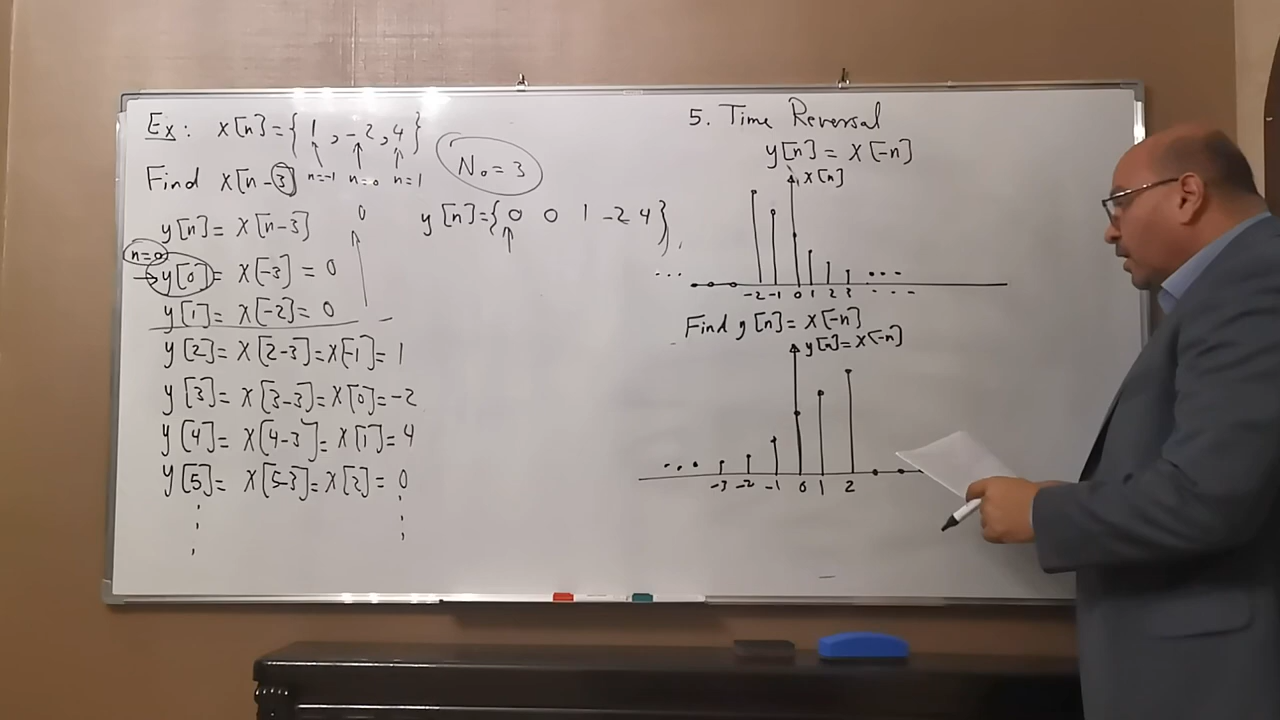 Ex: x[n]={1, -2, 4}
n=-1 n=0 n=1
Find x[n-3]
N₀=3
y[n]= x[n-3]
0
y[n]={0 0 1 -2 4}
n=0
y[0]= x[-3]=0
y[1]= x[-2]=0
y[2]= x[2-3]=x[-1]=1
y[3]= x[3-3]=x[0]=-2
y[4]= x[4-3]=x[1]=4
y[5]= x[5-3]=x[2]=0
5. Time Reversal
y[n]= x[-n]
x[n]
-2 -1 0 1 2 3
Find y[n]= x[-n]
y[n]=x[-n]
-3 -2 -1 0 1 2